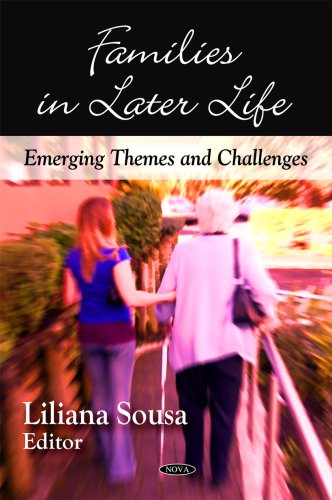 Families
in Later Life
Emerging Themes and Challenges
Liliana Sousa
Editor
NOVA